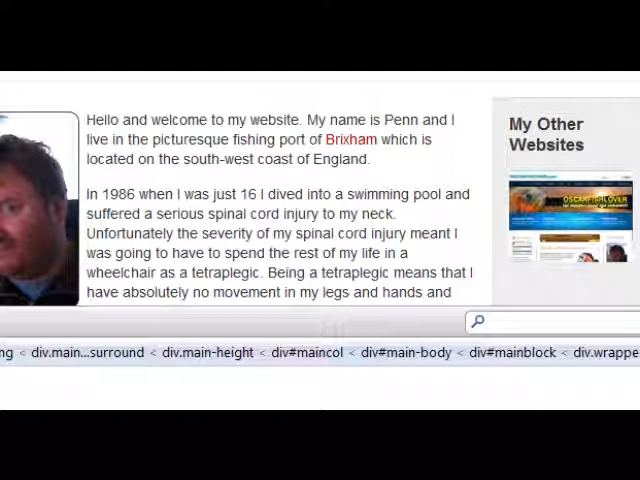 Hello and welcome to my website. My name is Penn and I
live in the picturesque fishing port of Brixham which is
located on the south-west coast of England.
In 1986 when I was just 16 I dived into a swimming pool and
suffered a serious spinal cord injury to my neck.
Unfortunately the severity of my spinal cord injury meant I
was going to have to spend the rest of my life in a
wheelchair as a tetraplegic. Being a tetraplegic means that I
have absolutely no movement in my legs and hands and
My Other
Websites
OSCARFISHLOVER
ng < div.main...surround < div.main-height < div#maincol < div#main-body < div#mainblock < div.wrappe